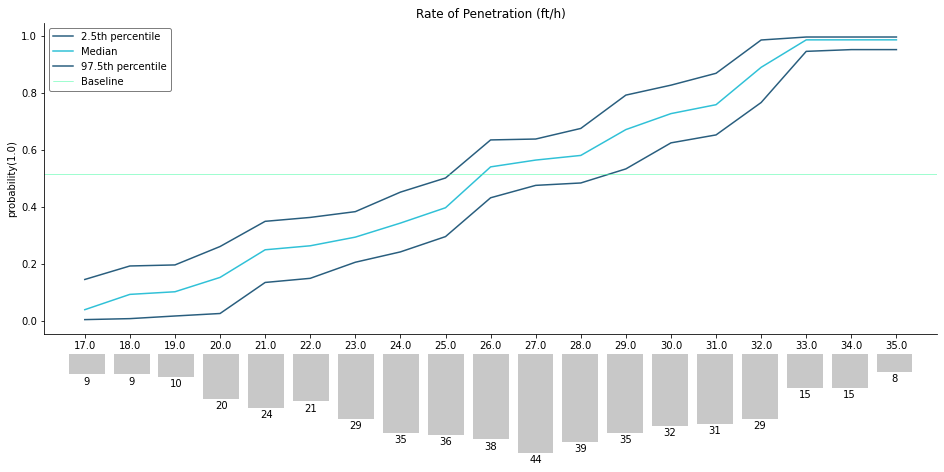 Rate of Penetration (ft/h)
2.5th percentile
Median
97.5th percentile
Baseline
probability(1.0)
1.0
0.8
0.6
0.4
0.2
0.0
17.0 18.0 19.0 20.0 21.0 22.0 23.0 24.0 25.0 26.0 27.0 28.0 29.0 30.0 31.0 32.0 33.0 34.0 35.0
9 9 10 20 24 21 29 35 36 38 44 39 35 32 31 29 15 15 8